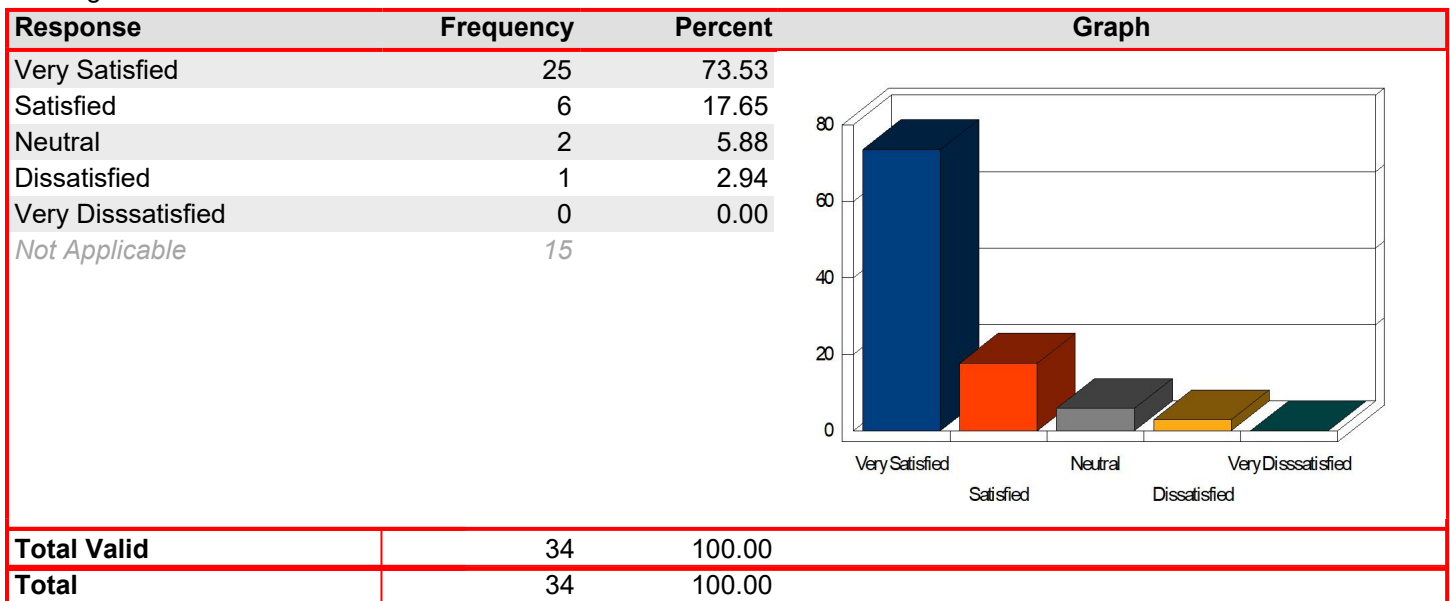 Response Frequency Percent Graph
Very Satisfied 25 73.53
Satisfied 6 17.65
Neutral 2 5.88
Dissatisfied 1 2.94
Very Disssatisfied 0 0.00
Not Applicable 15
80
60
40
20
0
Very Satisfied Neutral Very Disssatisfied
Satisfied Dissatisfied
Total Valid 34 100.00
Total 34 100.00